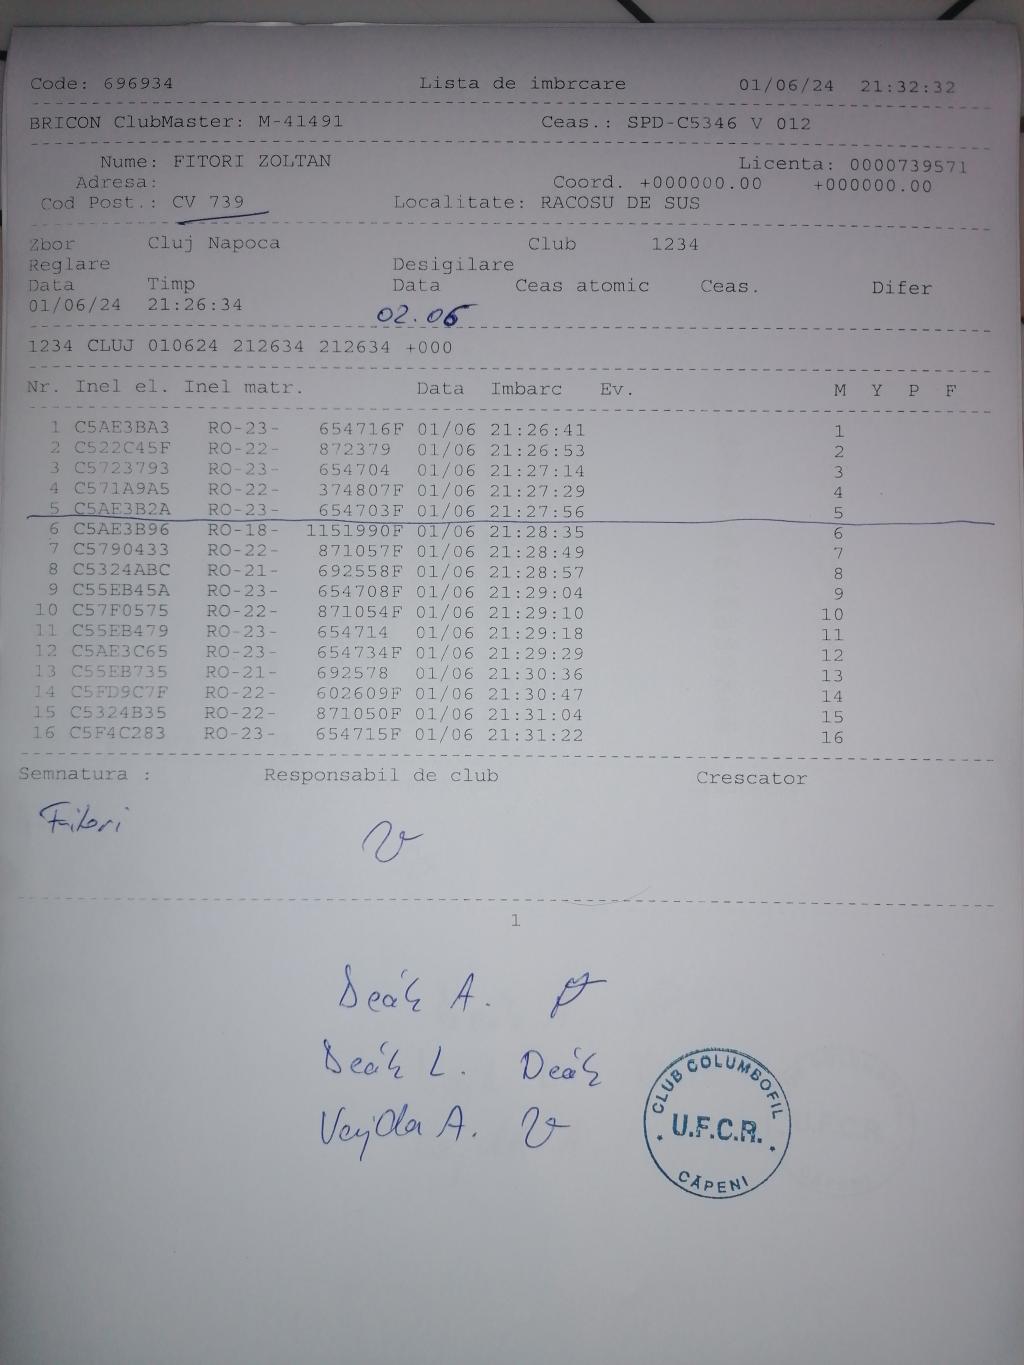 Code: 696934 Lista de imbrcare 01/06/24 21:32:32
BRICON ClubMaster: M-41491 Ceas.: SPD-C5346 V 012
Nume: FITORI ZOLTAN Licenta: 0000739571
Adresa: Coord. +000000.00 +000000.00
Cod Post.: CV 739 Localitate: RACOSU DE SUS
Zbor Cluj Napoca Club 1234
Reglare Desigilare
Data Timp Data Ceas atomic Ceas. Difer
01/06/24 21:26:34 02.06
1234 CLUJ 010624 212634 212634 +000
Nr. Inel el. Inel matr. Data Imbarc Ev. M Y P F
1 C5AE3BA3 RO-23- 654716F 01/06 21:26:41 1
2 C522C45F RO-22- 872379 01/06 21:26:53 2
3 C5723793 RO-23- 654704 01/06 21:27:14 3
4 C571A9A5 RO-22- 374807F 01/06 21:27:29 4
5 C5AE3B2A RO-23- 654703F 01/06 21:27:56 5
6 C5AE3B96 RO-18- 1151990F 01/06 21:28:35 6
7 C5790433 RO-22- 871057F 01/06 21:28:49 7
8 C5324ABC RO-21- 692558F 01/06 21:28:57 8
9 C55EB45A RO-23- 654708F 01/06 21:29:04 9
10 C57F0575 RO-22- 871054F 01/06 21:29:10 10
11 C55EB479 RO-23- 654714 01/06 21:29:18 11
12 C5AE3C65 RO-23- 654734F 01/06 21:29:29 12
13 C55EB735 RO-21- 692578 01/06 21:30:36 13
14 C5FD9C7F RO-22- 602609F 01/06 21:30:47 14
15 C5324B35 RO-22- 871050F 01/06 21:31:04 15
16 C5F4C283 RO-23- 654715F 01/06 21:31:22 16
Semnatura : Responsabil de club Crescator
Fitori
1
Deák A.
Deák L. Deák
Vajda A.
CLUB COLUMBOFIL
U.F.C.R.
CĂPENI